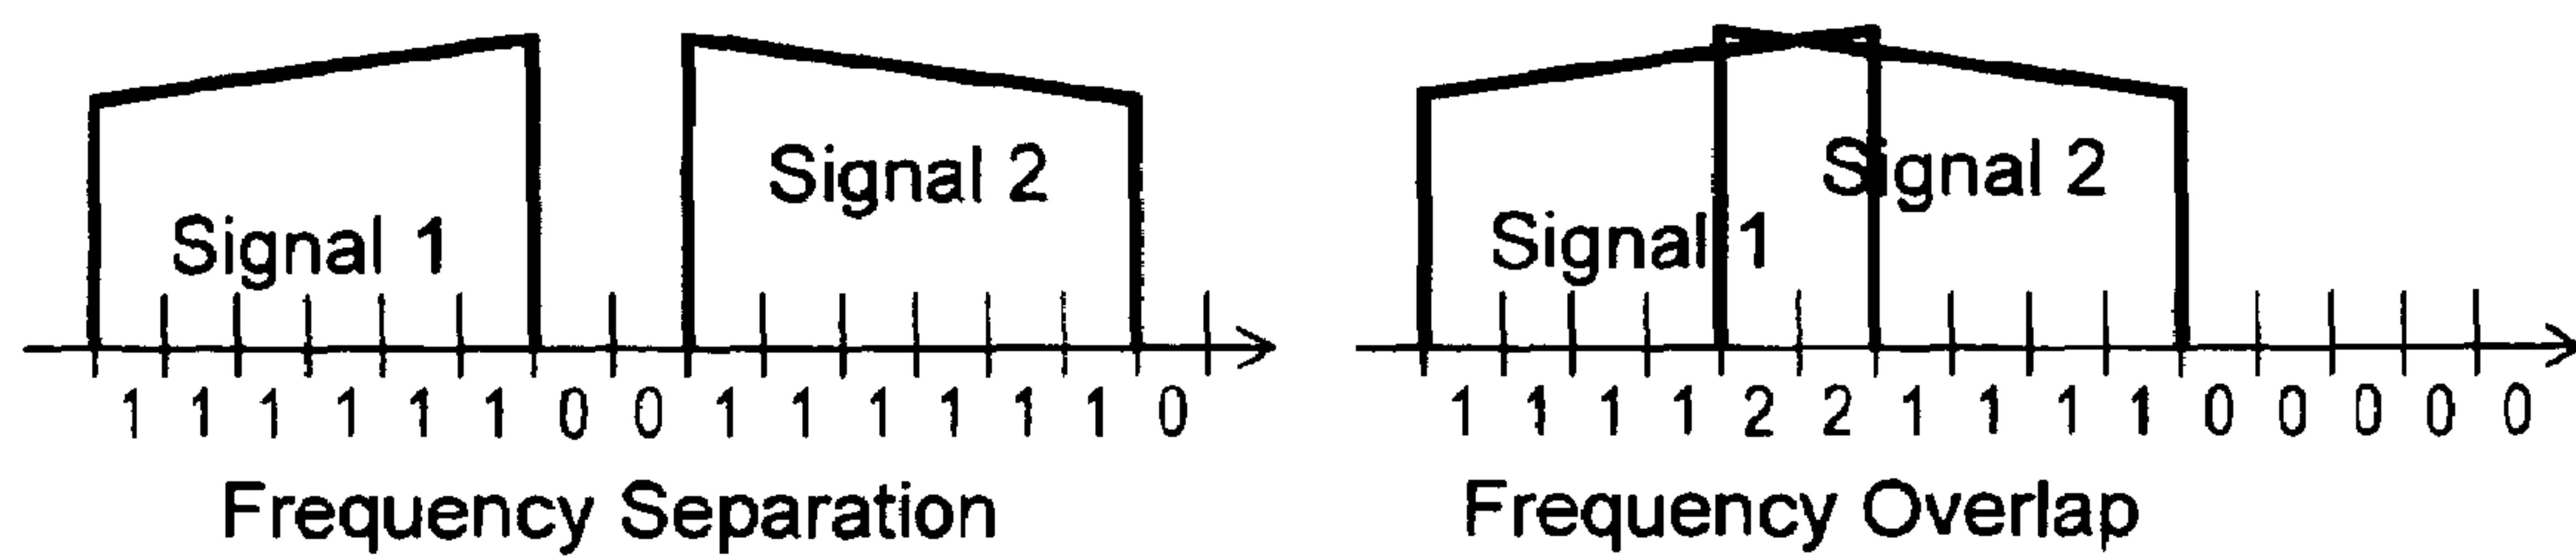 Signal 1 Signal 2 Signal 1 Signal 2
1 1 1 1 1 1 0 0 1 1 1 1 1 1 0 1 1 1 1 2 2 1 1 1 1 0 0 0 0 0
Frequency Separation Frequency Overlap